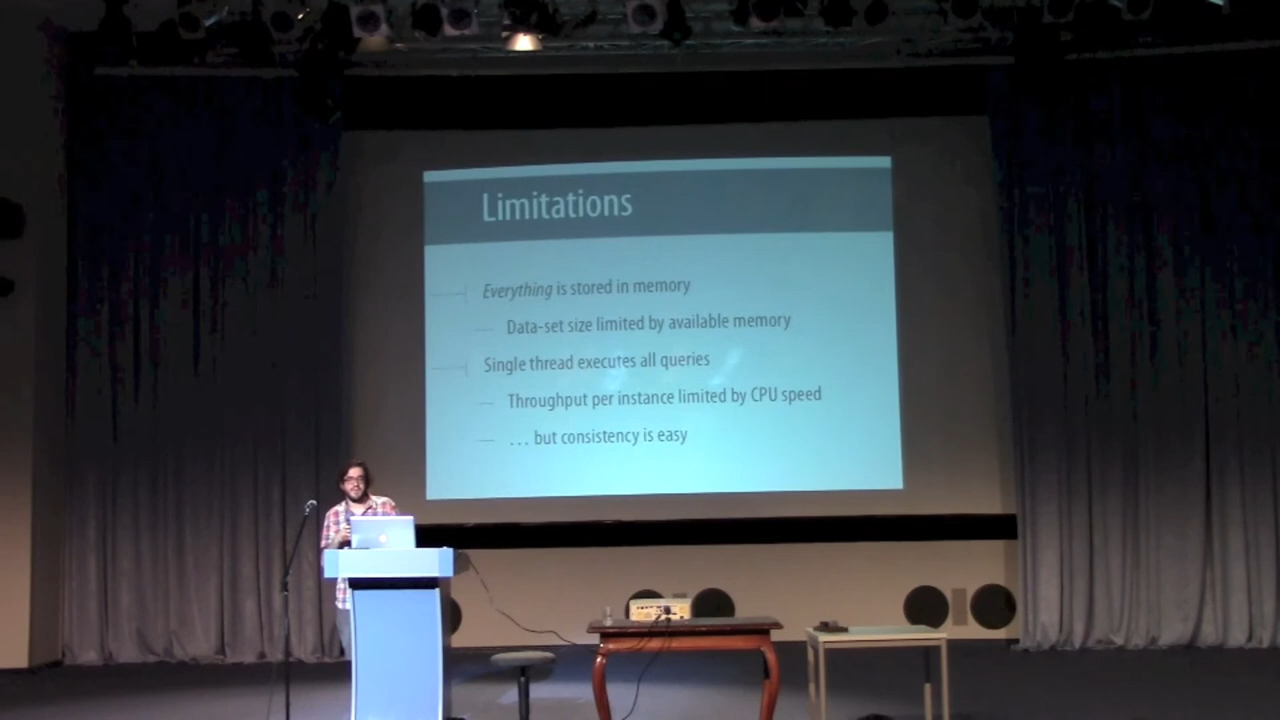 Limitations
Everything is stored in memory
Data-set size limited by available memory
Single thread executes all queries
Throughput per instance limited by CPU speed
... but consistency is easy